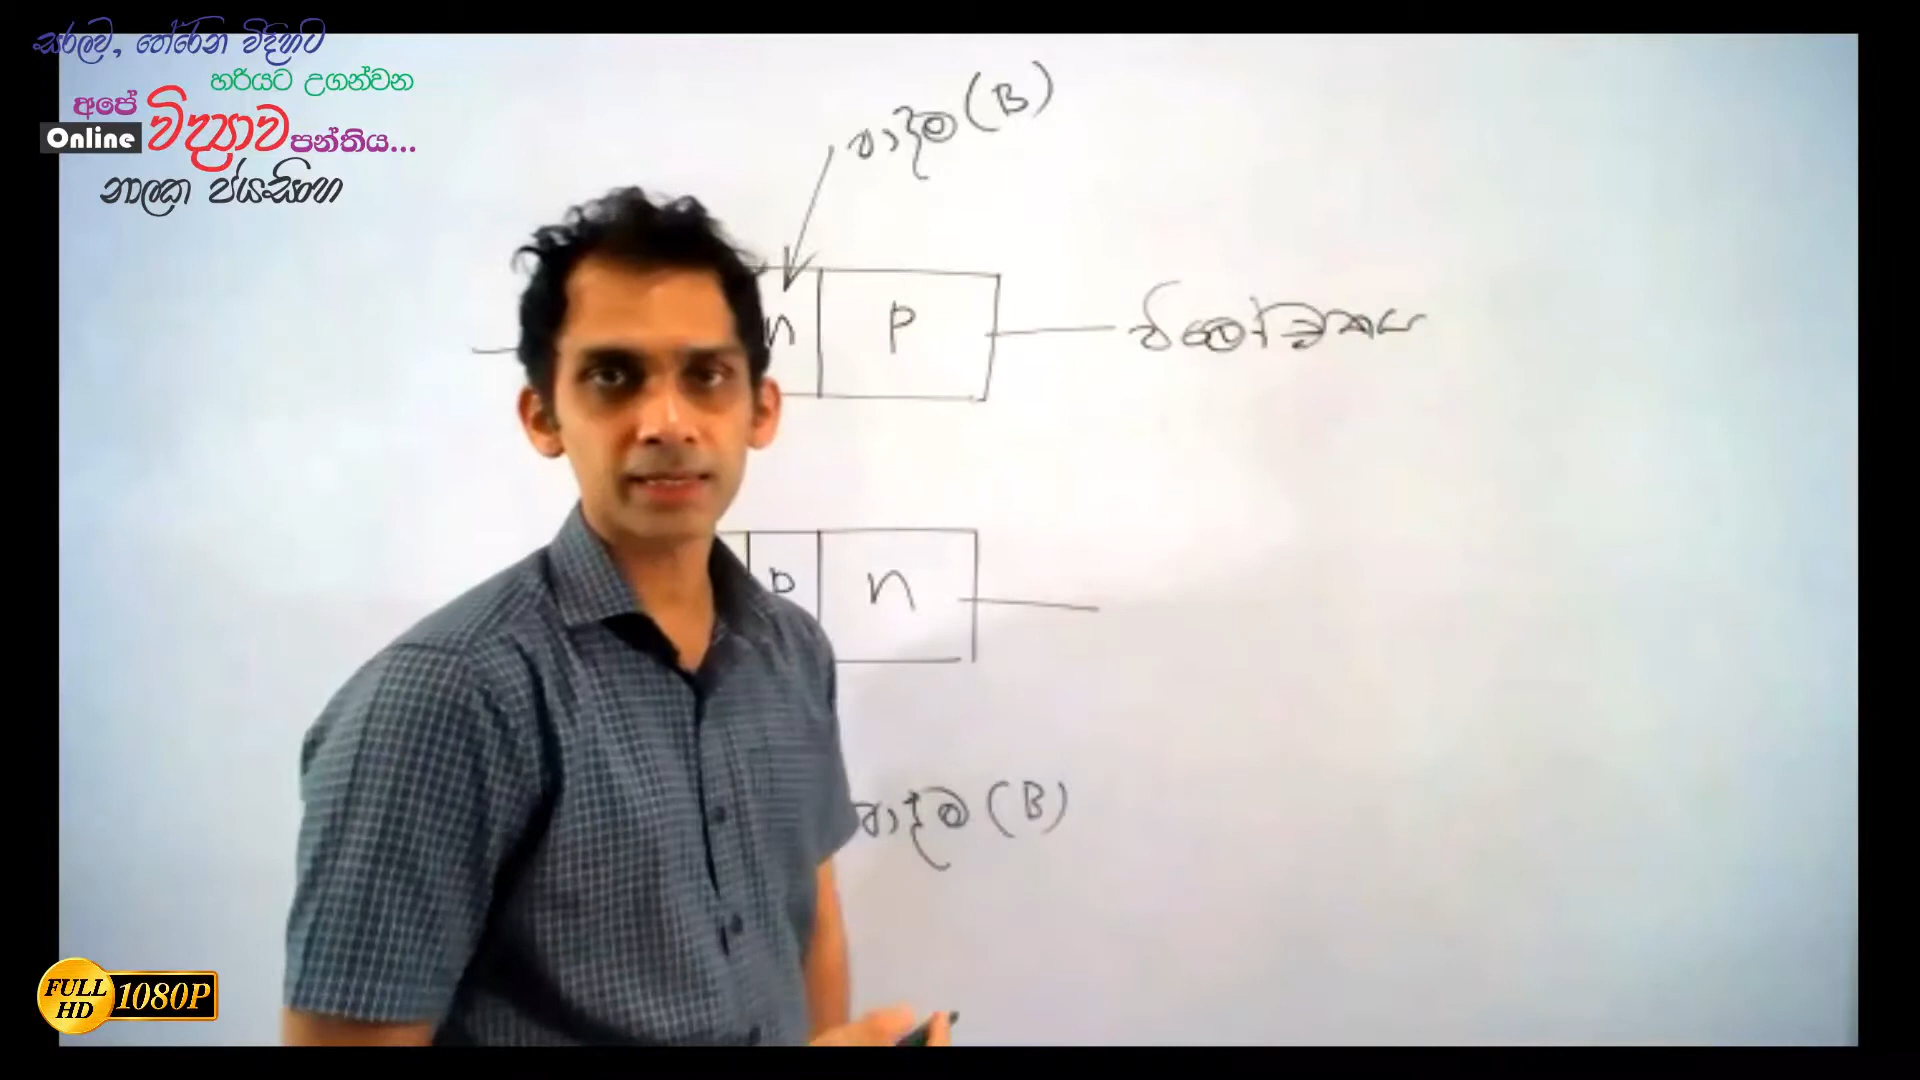 සරලව, තේරෙන විදිහට
හරියට උගන්වන
අපේ
Online විද්‍යාව පන්තිය...
නාලක ජයසිංහ
පාදම (B)
n P
විමෝචකය
p n
පාදම (B)
FULL HD 1080P